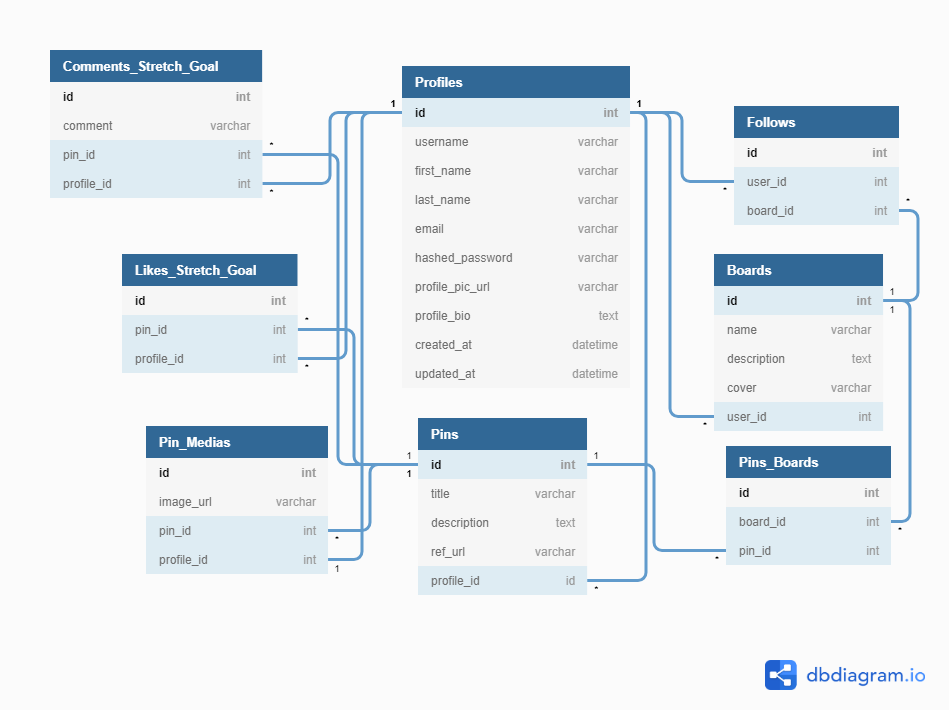 Comments_Stretch_Goal
id int
comment varchar
pin_id int
profile_id int
*
*
Profiles
1
1
id int
username varchar
first_name varchar
last_name varchar
email varchar
hashed_password varchar
profile_pic_url varchar
profile_bio text
created_at datetime
updated_at datetime
Follows
id int
user_id int
board_id int
*
*
Likes_Stretch_Goal
id int
pin_id int
profile_id int
*
*
Boards
id int
name varchar
description text
cover varchar
user_id int
1
1
*
Pin_Medias
id int
image_url varchar
pin_id int
profile_id int
*
1
Pins
1
1
1
id int
title varchar
description text
ref_url varchar
profile_id id
*
Pins_Boards
id int
board_id int
pin_id int
*
*
dbdiagram.io